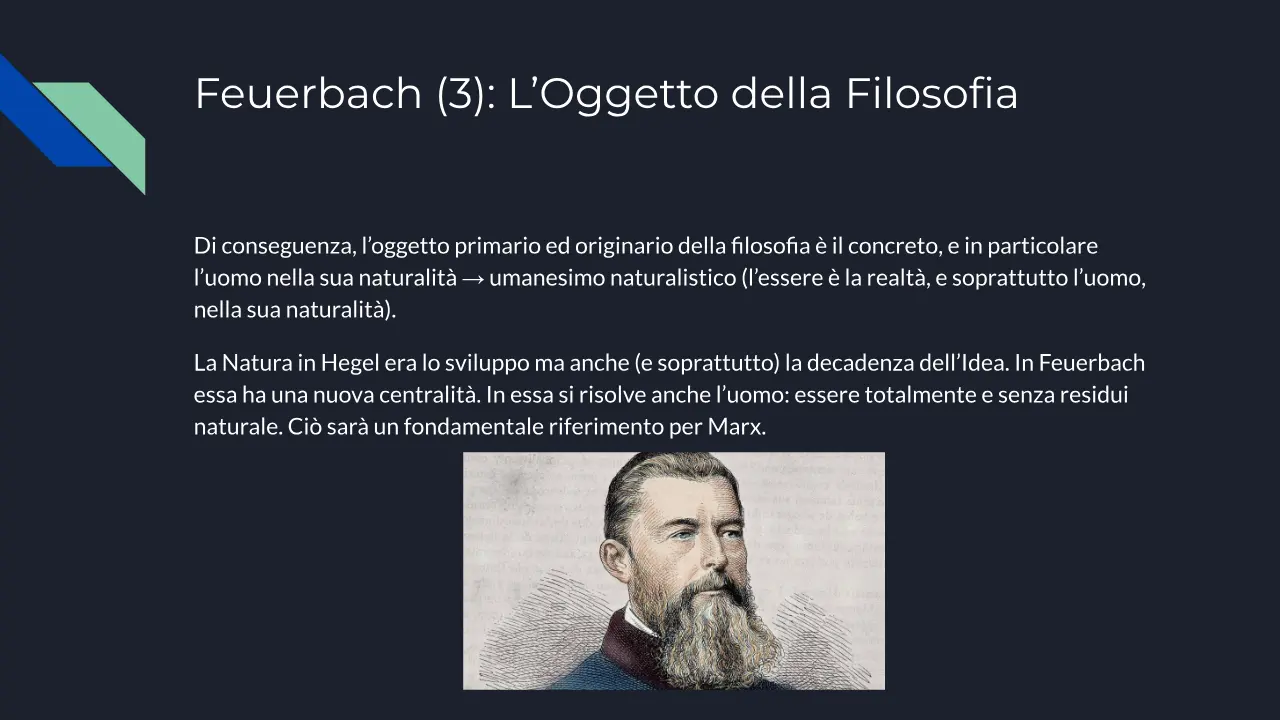 Feuerbach (3): L’Oggetto della Filosofia
Di conseguenza, l’oggetto primario ed originario della filosofia è il concreto, e in particolare
l’uomo nella sua naturalità → umanesimo naturalistico (l’essere è la realtà, e soprattutto l’uomo,
nella sua naturalità).
La Natura in Hegel era lo sviluppo ma anche (e soprattutto) la decadenza dell’Idea. In Feuerbach
essa ha una nuova centralità. In essa si risolve anche l’uomo: essere totalmente e senza residui
naturale. Ciò sarà un fondamentale riferimento per Marx.